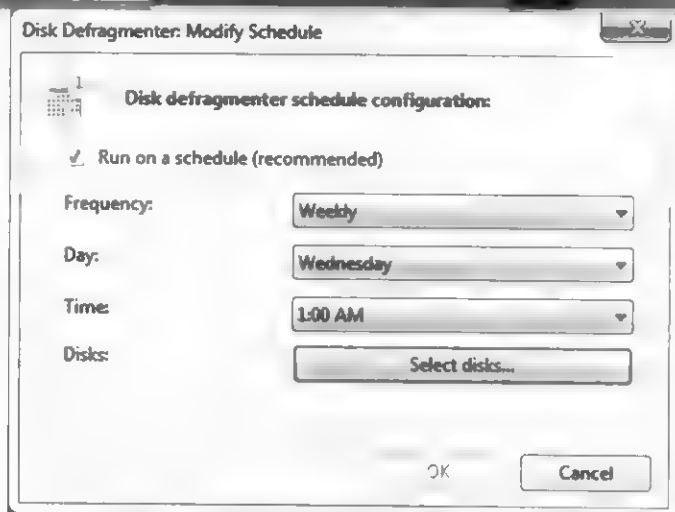 Disk Defragmenter: Modify Schedule
Disk defragmenter schedule configuration:
Run on a schedule (recommended)
Frequency: Weekly
Day: Wednesday
Time: 1:00 AM
Disks: Select disks...
OK Cancel